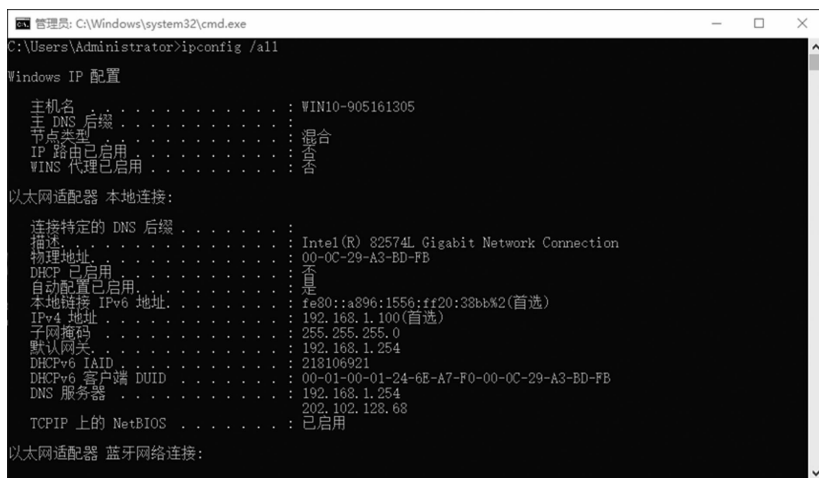 管理员: C:\Windows\system32\cmd.exe
C:\Users\Administrator>ipconfig /all
Windows IP 配置
主机名 . . . . . . . . . . . . . : WIN10-905161305
主 DNS 后缀 . . . . . . . . . . . :
节点类型 . . . . . . . . . . . . : 混合
IP 路由已启用 . . . . . . . . . . : 否
WINS 代理已启用 . . . . . . . . . : 否
以太网适配器 本地连接:
连接特定的 DNS 后缀 . . . . . . . :
描述. . . . . . . . . . . . . . . : Intel(R) 82574L Gigabit Network Connection
物理地址. . . . . . . . . . . . . : 00-0C-29-A3-BD-FB
DHCP 已启用 . . . . . . . . . . . : 否
自动配置已启用. . . . . . . . . . : 是
本地链接 IPv6 地址. . . . . . . . : fe80::a896:1556:ff20:38bb%2(首选)
IPv4 地址 . . . . . . . . . . . . : 192.168.1.100(首选)
子网掩码 . . . . . . . . . . . . : 255.255.255.0
默认网关. . . . . . . . . . . . . : 192.168.1.254
DHCPv6 IAID . . . . . . . . . . . : 218106921
DHCPv6 客户端 DUID . . . . . . . : 00-01-00-01-24-6E-A7-F0-00-0C-29-A3-BD-FB
DNS 服务器 . . . . . . . . . . . : 192.168.1.254
202.102.128.68
TCPIP 上的 NetBIOS . . . . . . . : 已启用
以太网适配器 蓝牙网络连接: